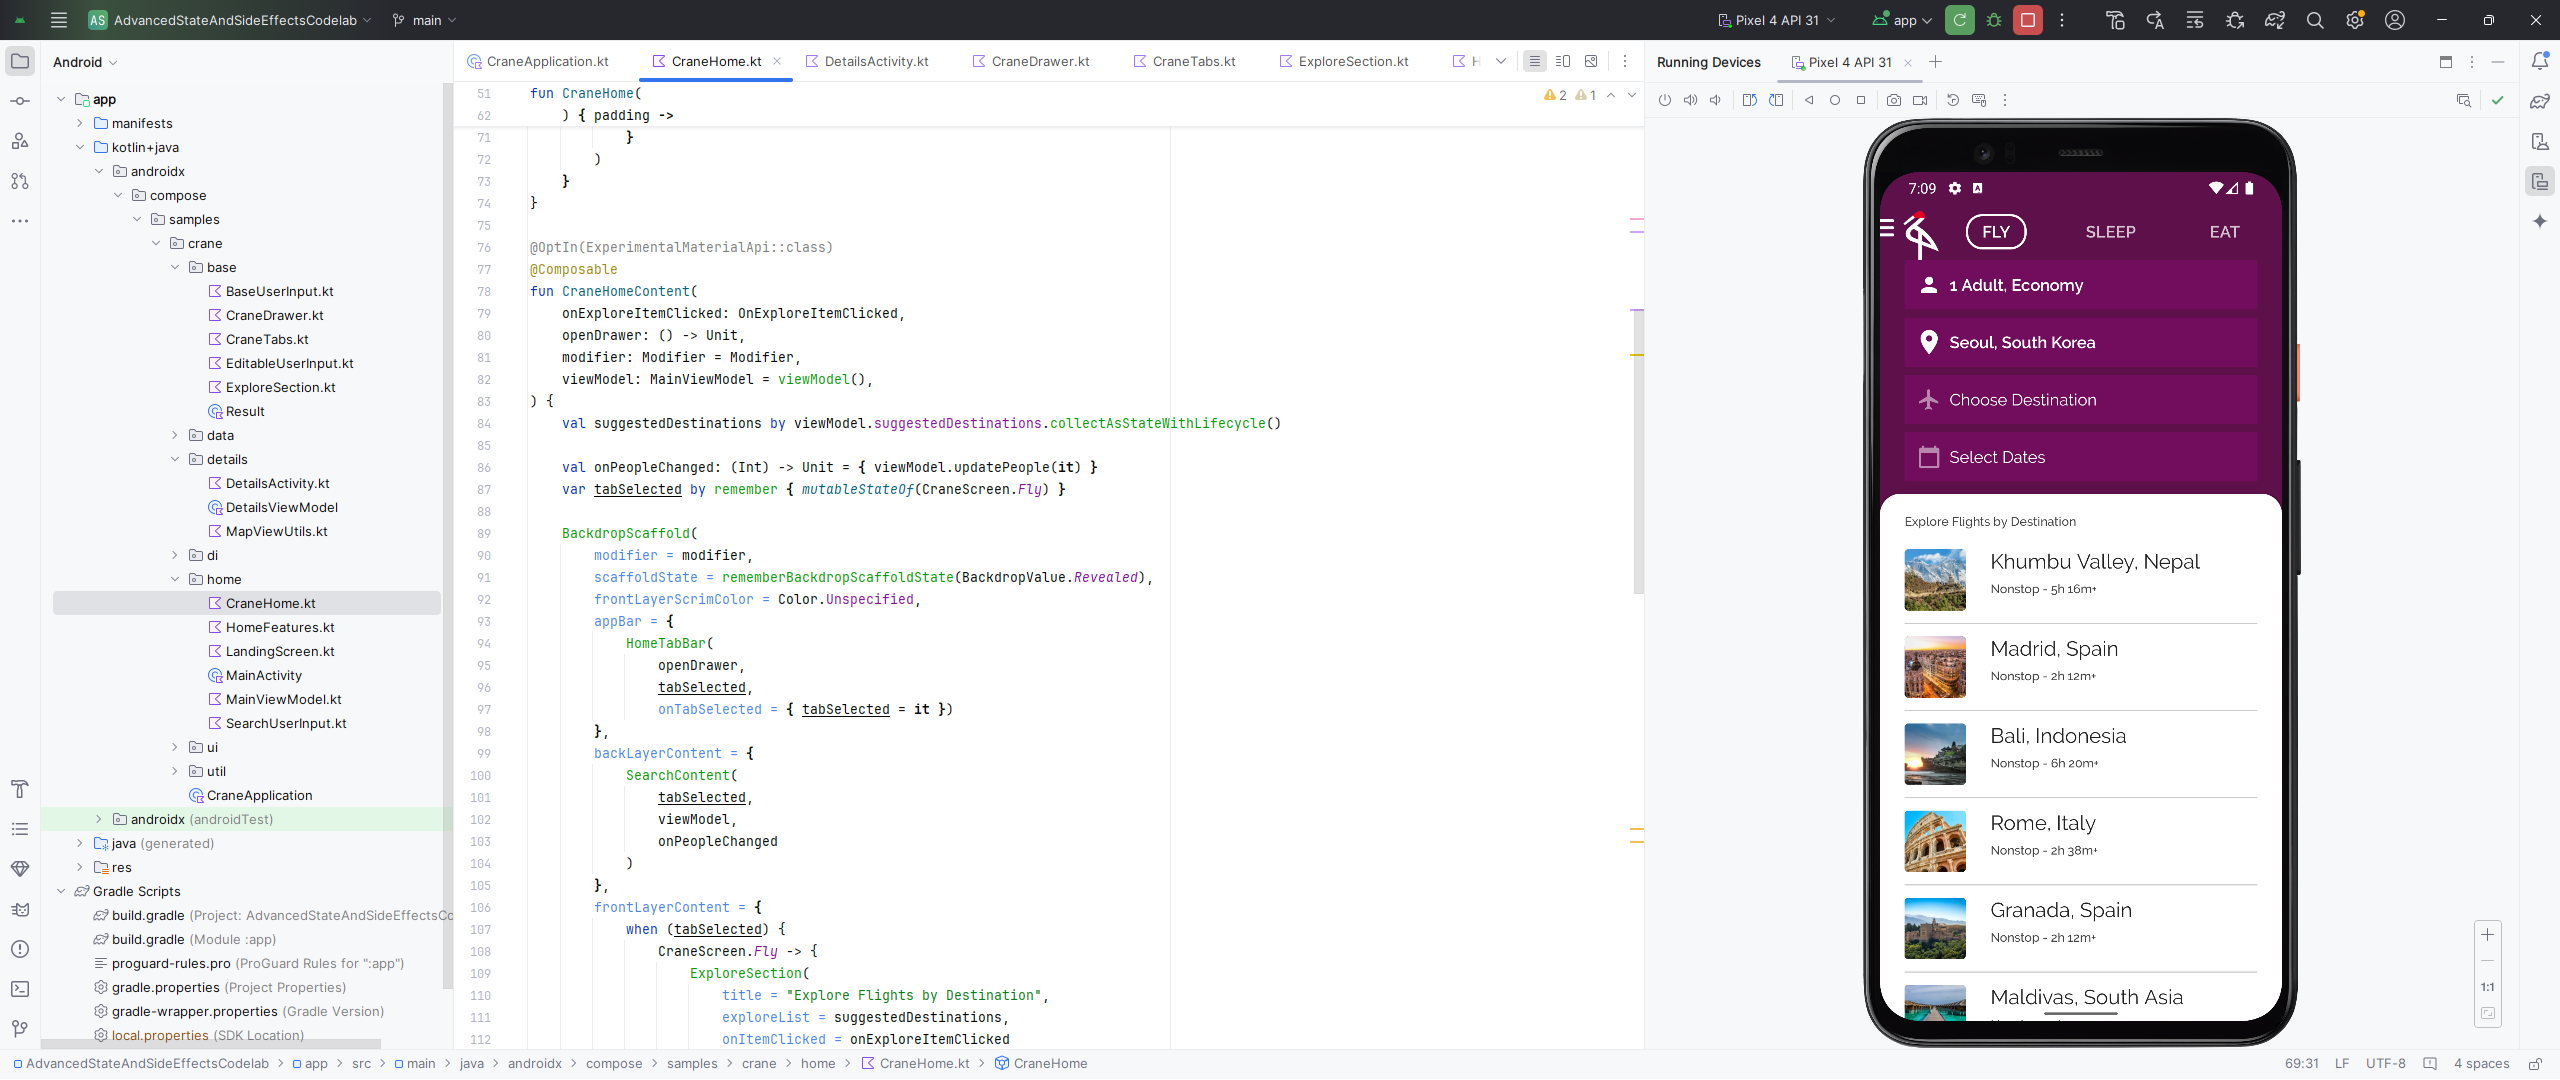 AS AdvancedStateAndSideEffectsCodelab main Pixel 4 API 31 app
Android
app
manifests
kotlin+java
androidx
compose
samples
crane
base
BaseUserInput.kt
CraneDrawer.kt
CraneTabs.kt
EditableUserInput.kt
ExploreSection.kt
Result
data
details
DetailsActivity.kt
DetailsViewModel
MapViewUtils.kt
di
home
CraneHome.kt
HomeFeatures.kt
LandingScreen.kt
MainActivity
MainViewModel.kt
SearchUserInput.kt
ui
util
CraneApplication
androidx (androidTest)
java (generated)
res
Gradle Scripts
build.gradle (Project: AdvancedStateAndSideEffectsCo
build.gradle (Module :app)
proguard-rules.pro (ProGuard Rules for ":app")
gradle.properties (Project Properties)
gradle-wrapper.properties (Gradle Version)
local.properties (SDK Location)
CraneApplication.kt CraneHome.kt DetailsActivity.kt CraneDrawer.kt CraneTabs.kt ExploreSection.kt H
2 1
51 fun CraneHome(
62 ) { padding ->
71 }
72 )
73 }
74 }
75
76 @OptIn(ExperimentalMaterialApi::class)
77 @Composable
78 fun CraneHomeContent(
79 onExploreItemClicked: OnExploreItemClicked,
80 openDrawer: () -> Unit,
81 modifier: Modifier = Modifier,
82 viewModel: MainViewModel = viewModel(),
83 ) {
84 val suggestedDestinations by viewModel.suggestedDestinations.collectAsStateWithLifecycle()
85
86 val onPeopleChanged: (Int) -> Unit = { viewModel.updatePeople(it) }
87 var tabSelected by remember { mutableStateOf(CraneScreen.Fly) }
88
89 BackdropScaffold(
90 modifier = modifier,
91 scaffoldState = rememberBackdropScaffoldState(BackdropValue.Revealed),
92 frontLayerScrimColor = Color.Unspecified,
93 appBar = {
94 HomeTabBar(
95 openDrawer,
96 tabSelected,
97 onTabSelected = { tabSelected = it })
98 },
99 backLayerContent = {
100 SearchContent(
101 tabSelected,
102 viewModel,
103 onPeopleChanged
104 )
105 },
106 frontLayerContent = {
107 when (tabSelected) {
108 CraneScreen.Fly -> {
109 ExploreSection(
110 title = "Explore Flights by Destination",
111 exploreList = suggestedDestinations,
112 onItemClicked = onExploreItemClicked
Running Devices Pixel 4 API 31
7:09
FLY SLEEP EAT
1 Adult, Economy
Seoul, South Korea
Choose Destination
Select Dates
Explore Flights by Destination
Khumbu Valley, Nepal
Nonstop - 5h 16m+
Madrid, Spain
Nonstop - 2h 12m+
Bali, Indonesia
Nonstop - 6h 20m+
Rome, Italy
Nonstop - 2h 38m+
Granada, Spain
Nonstop - 2h 12m+
Maldivas, South Asia
1:1
AdvancedStateAndSideEffectsCodelab > app > src > main > java > androidx > compose > samples > crane > home > CraneHome.kt > CraneHome
69:31 LF UTF-8 4 spaces